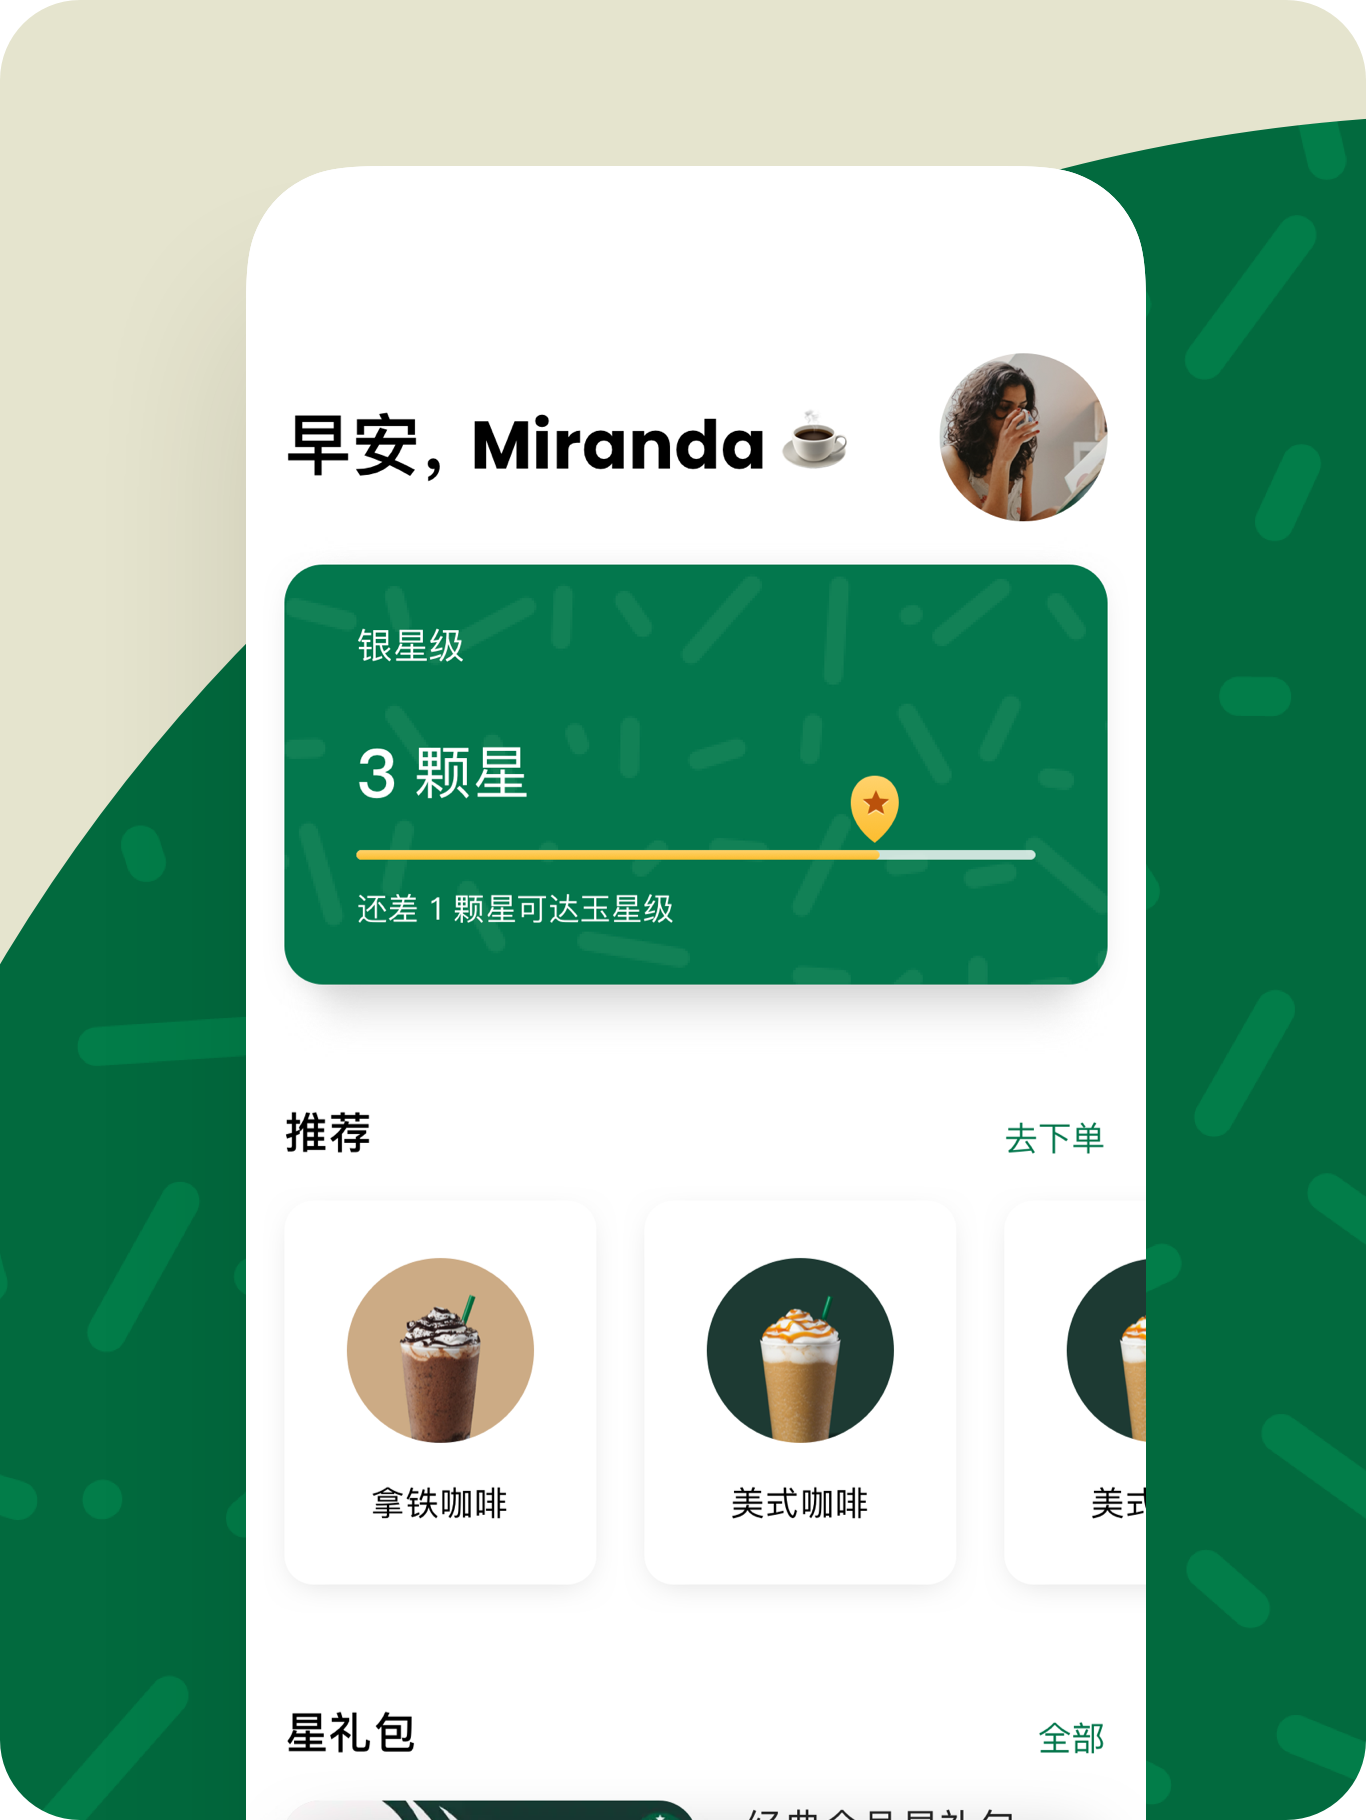 早安，Miranda
银星级
3 颗星
还差 1 颗星可达玉星级
推荐
去下单
拿铁咖啡
美式咖啡
美式
星礼包
全部